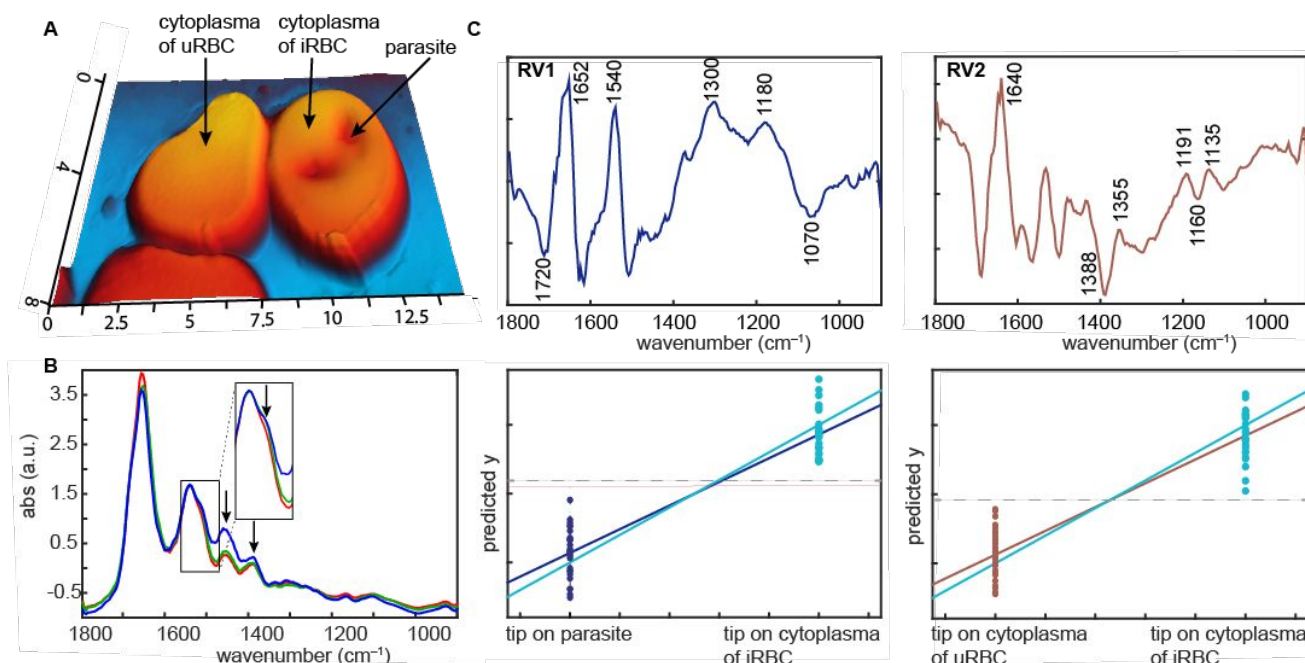 A
cytoplasma
of uRBC
cytoplasma
of iRBC
parasite
0
4
8
0 2.5 5 7.5 10 12.5
C
RV1
1652
1540
1300
1180
1720
1070
1800 1600 1400 1200 1000
wavenumber (cm⁻¹)
RV2
1640
1191
1135
1355
1160
1388
1800 1600 1400 1200 1000
wavenumber (cm⁻¹)
B
abs (a.u.)
3.5
2.5
1.5
0.5
-0.5
1800 1600 1400 1200 1000
wavenumber (cm⁻¹)
predicted y
tip on parasite
tip on cytoplasma
of iRBC
predicted y
tip on cytoplasma
of uRBC
tip on cytoplasma
of iRBC